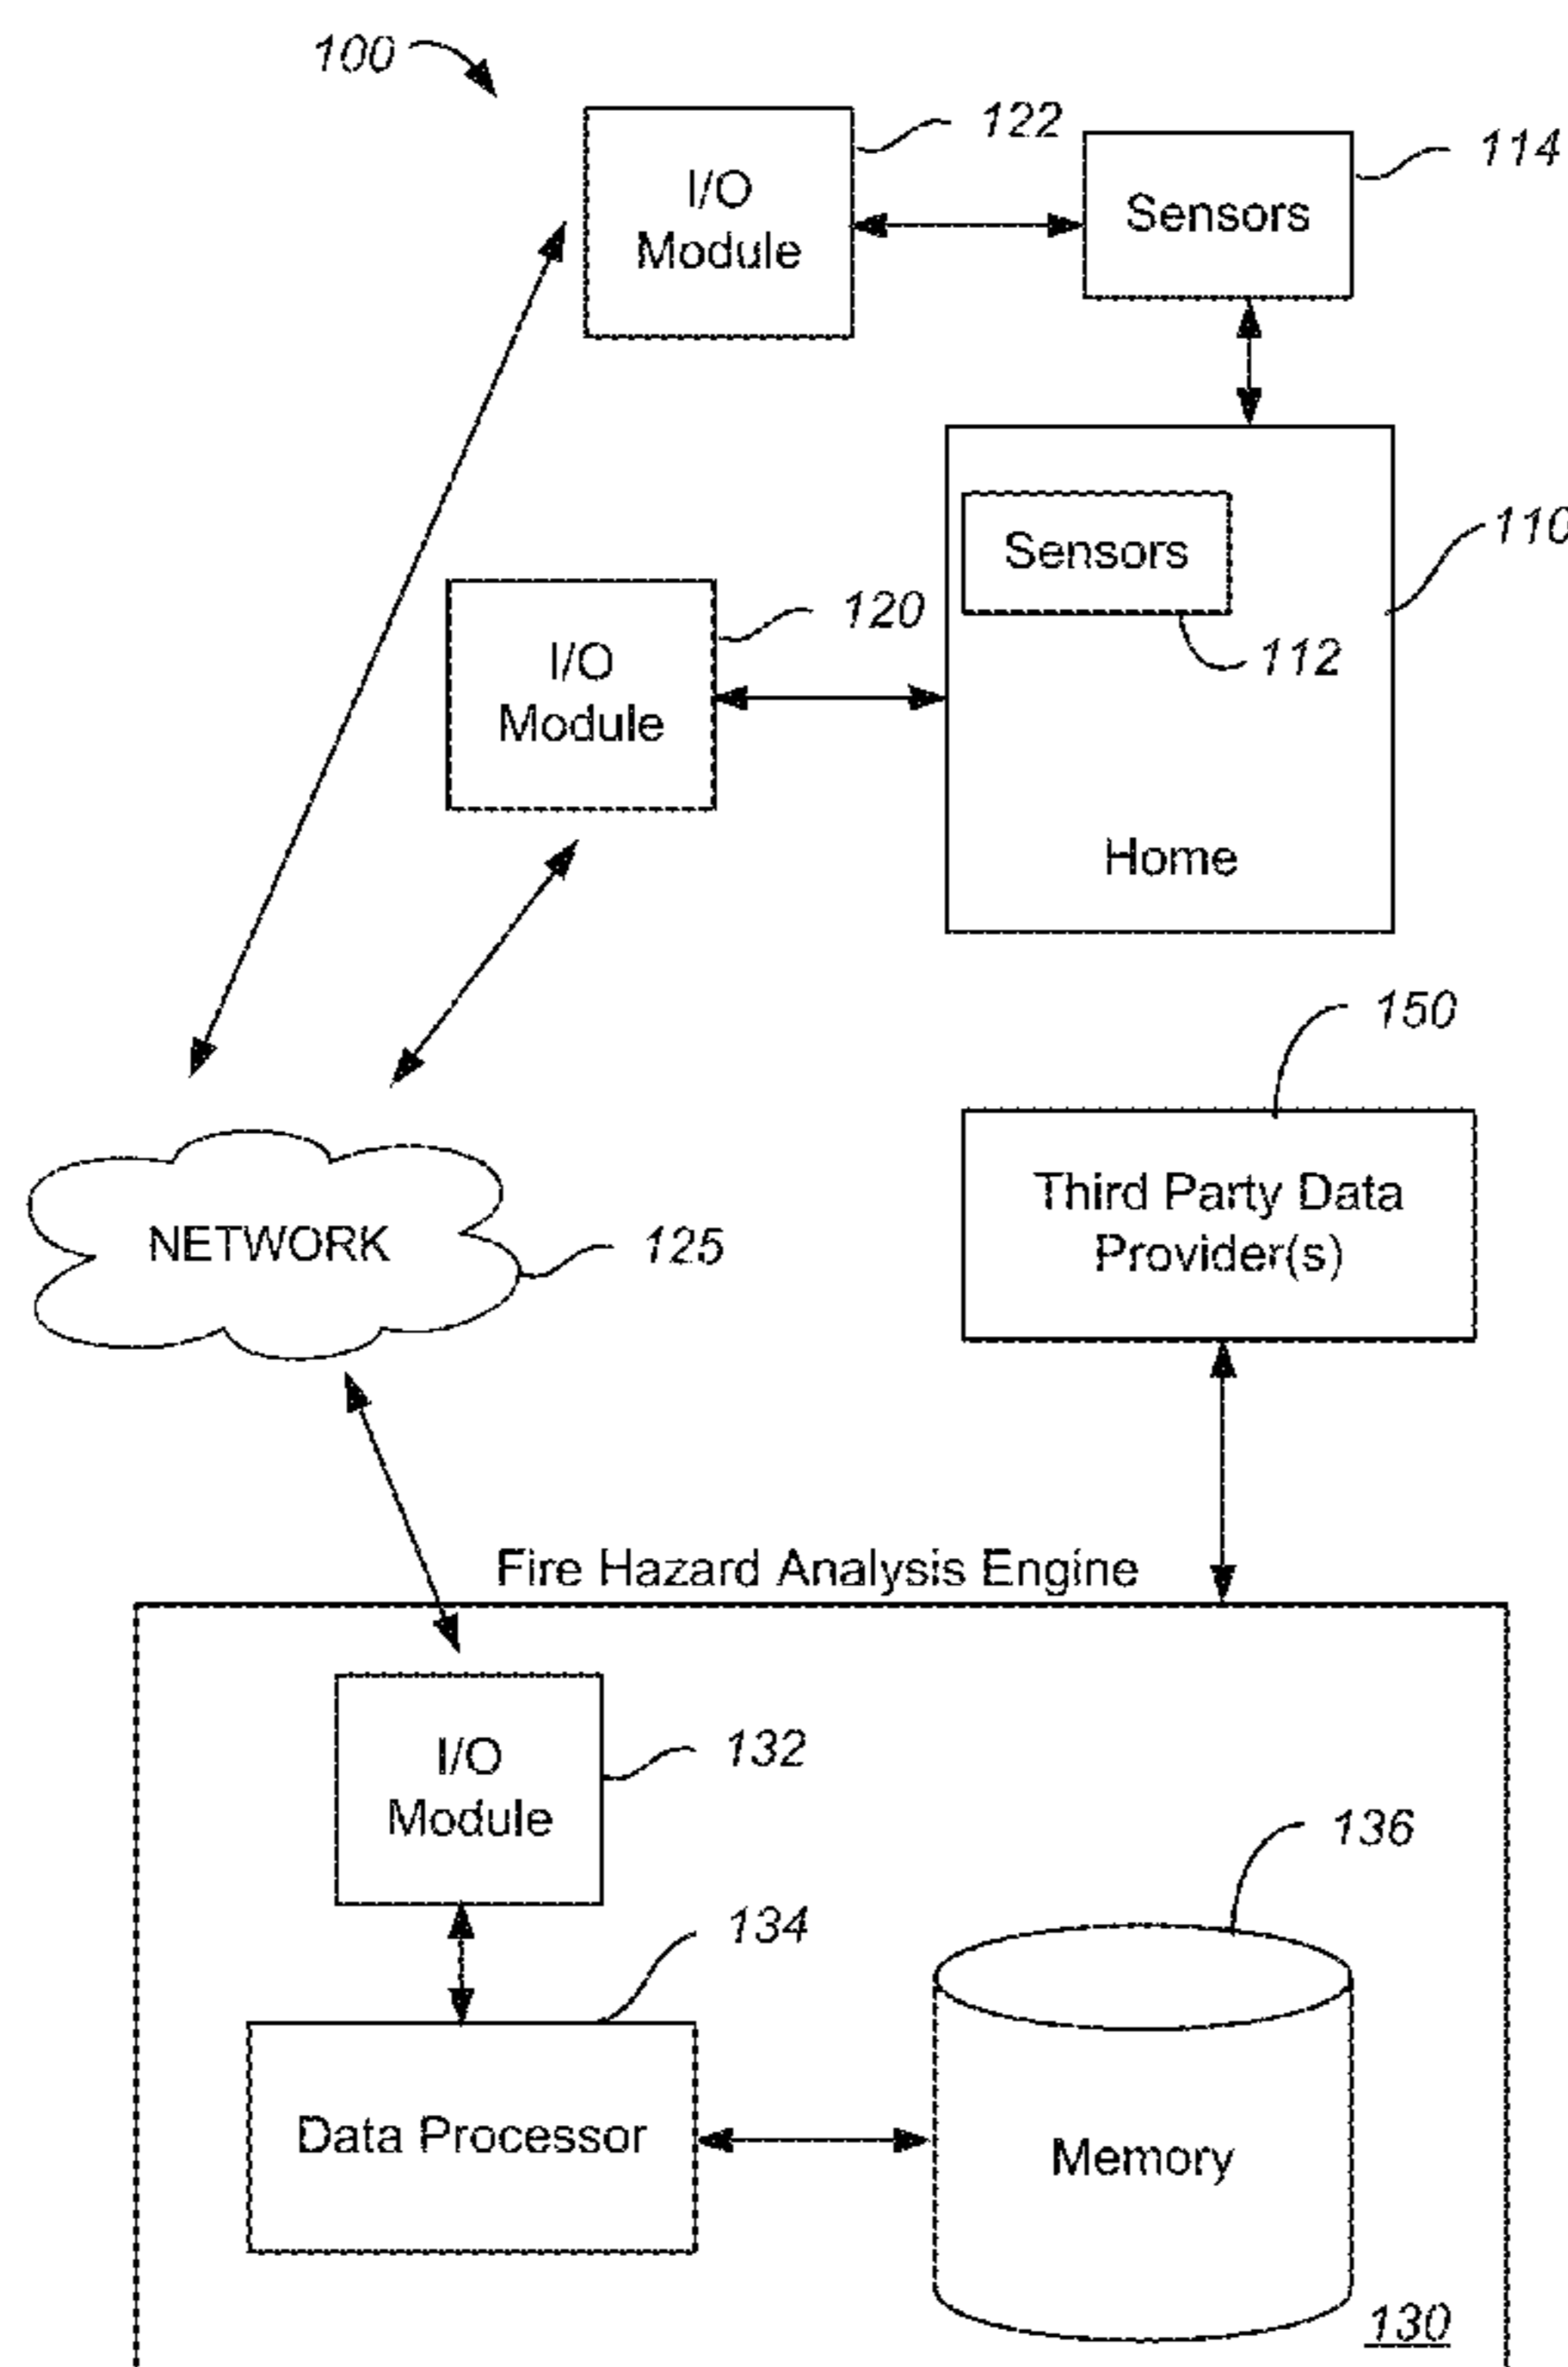 100
122
114
I/O
Module
Sensors
110
Sensors
120
112
I/O
Module
Home
150
Third Party Data
Provider(s)
NETWORK
125
Fire Hazard Analysis Engine
I/O
Module
132
136
134
Data Processor
Memory
130